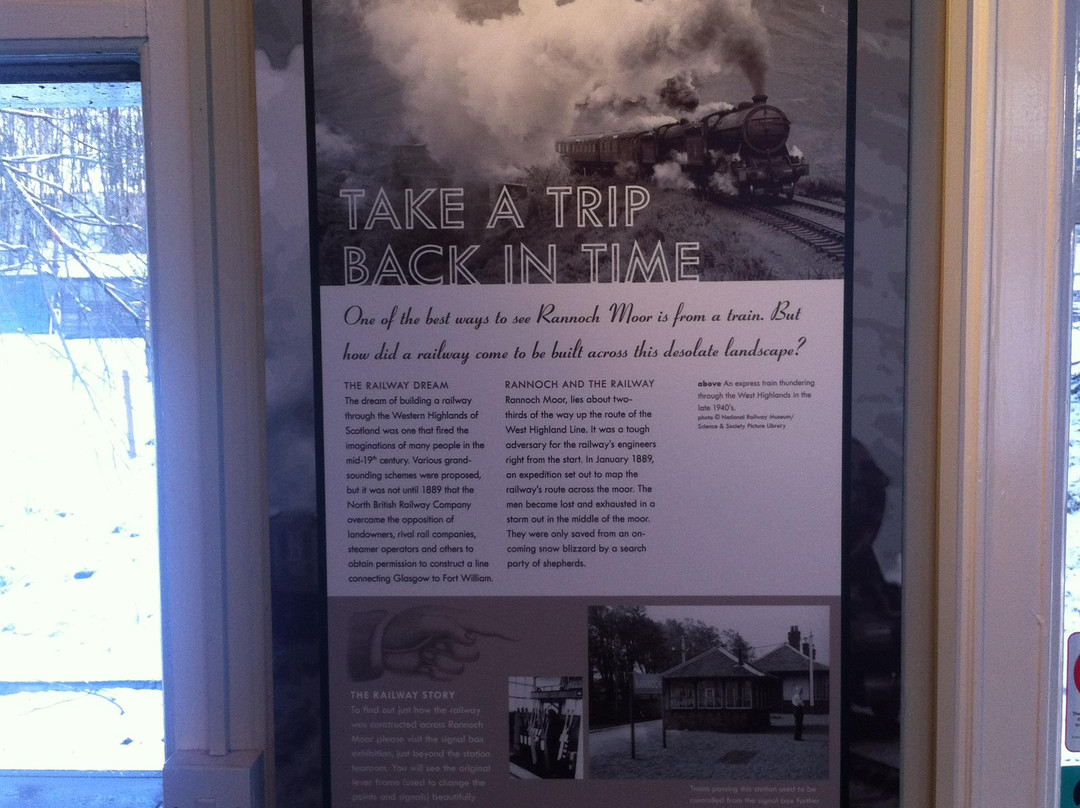 TAKE A TRIP
BACK IN TIME
One of the best ways to see Rannoch Moor is from a train. But
how did a railway come to be built across this desolate landscape?
THE RAILWAY DREAM
The dream of building a railway
through the Western Highlands of
Scotland was one that fired the
imaginations of many people in the
mid-19th century. Various grand-
sounding schemes were proposed,
but it was not until 1889 that the
North British Railway Company
overcame the opposition of
landowners, rival rail companies,
steamer operators and others to
obtain permission to construct a line
connecting Glasgow to Fort William.
RANNOCH AND THE RAILWAY
Rannoch Moor, lies about two-
thirds of the way up the route of the
West Highland Line. It was a tough
adversary for the railway's engineers
right from the start. In January 1889,
an expedition set out to map the
railway's route across the moor. The
men became lost and exhausted in a
storm out in the middle of the moor.
They were only saved from an on-
coming snow blizzard by a search
party of shepherds.
above An express train thundering
through the West Highlands in the
late 1940's.
photo © National Railway Museum/
Science & Society Picture Library
THE RAILWAY STORY
To find out just how the railway
was constructed across Rannoch
Moor please visit the signal box
exhibition, just beyond the station
tearoom. You will see the original
lever frame (used to change the
points and signals) beautifully
Trains passing this station used to be
controlled from the signal box further